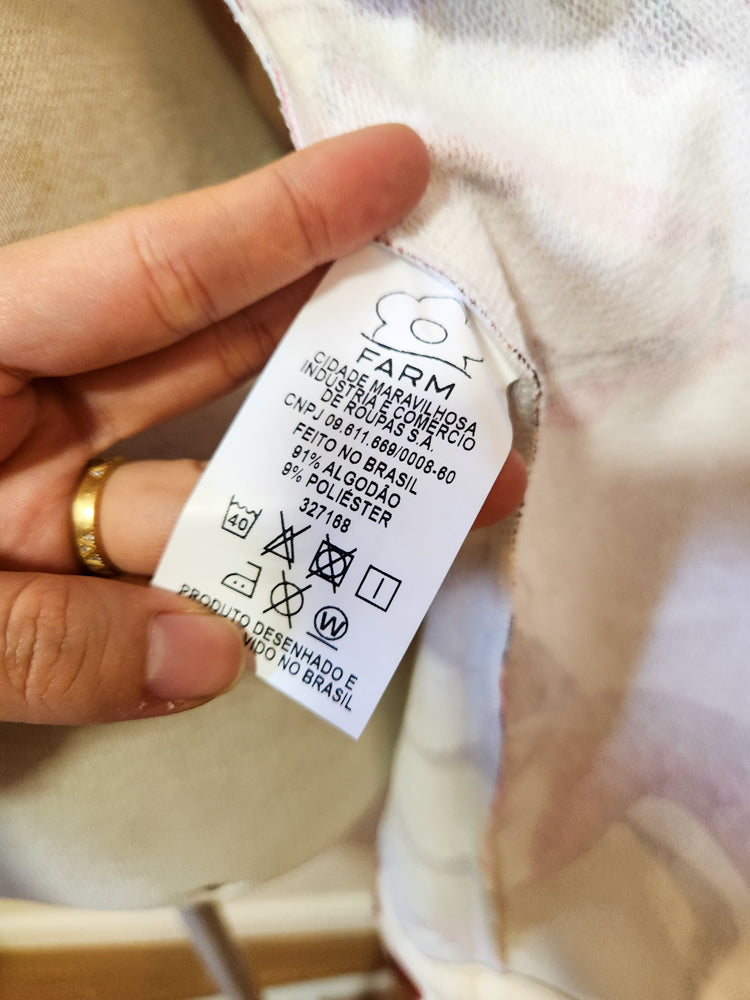 FARM
CIDADE MARAVILHOSA
INDÚSTRIA E COMÉRCIO
DE ROUPAS S.A.
CNPJ 09.611.669/0008-60
FEITO NO BRASIL
91% ALGODÃO
9% POLIÉSTER
327168
40
W
PRODUTO DESENHADO E
VIDO NO BRASIL